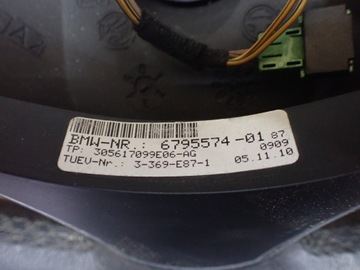 BMW-NR.: 6795574-01 87
TP: 305617099E06-AG 0909
TUEV-Nr.: 3-369-E87-1 05.11.10